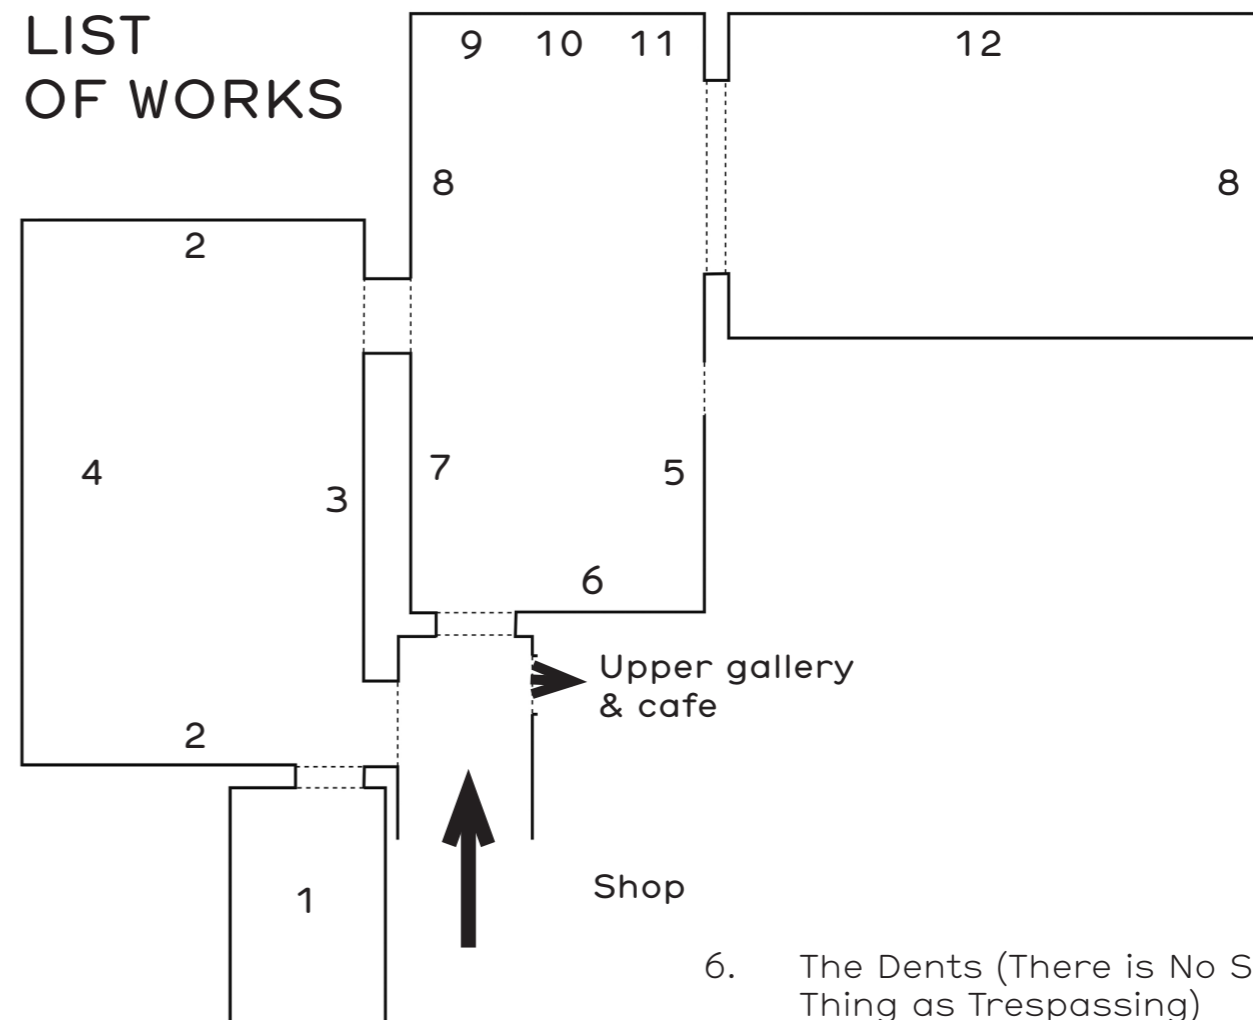 LIST
OF WORKS
9 10 11
12
8
8
2
4
3
7
5
6
2
Upper gallery
& cafe
1
Shop
6. The Dents (There is No S
Thing as Trespassing)